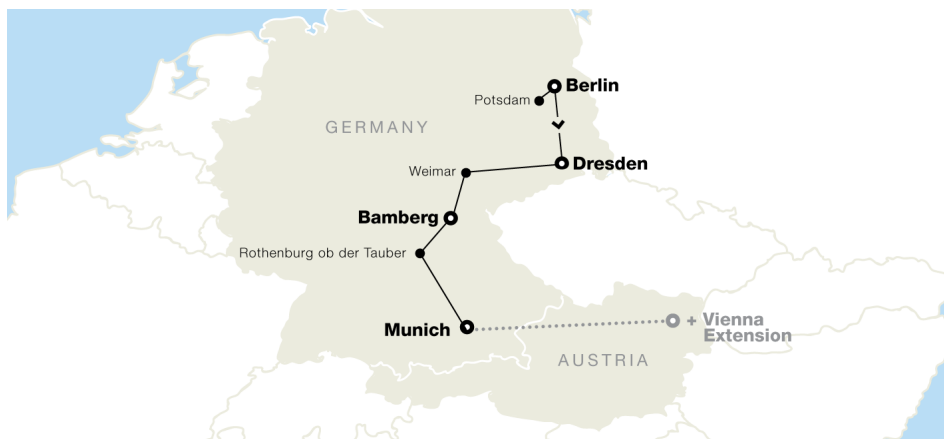 Berlin
Potsdam
GERMANY
Dresden
Weimar
Bamberg
Rothenburg ob der Tauber
Munich
+ Vienna
Extension
AUSTRIA